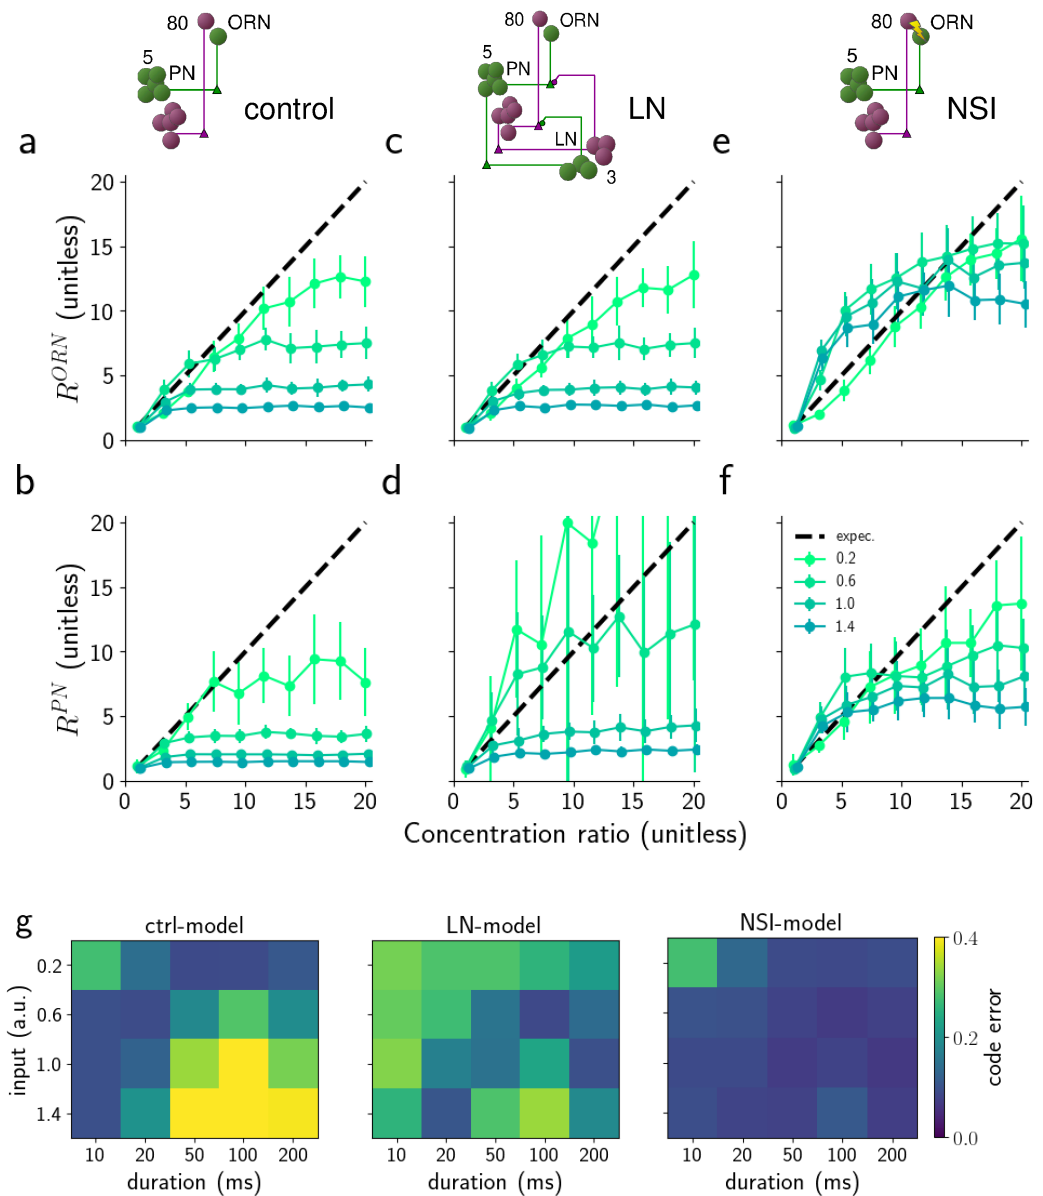 80 ORN
5
PN
control
80 ORN
5
PN
LN
LN
3
80 ORN
5
PN
NSI
a
c
e
20
15
10
5
0
R^ORN (unitless)
b
d
f
20
15
10
5
0
R^PN (unitless)
expec.
0.2
0.6
1.0
1.4
0 5 10 15 20
0 5 10 15 20
0 5 10 15 20
Concentration ratio (unitless)
g
ctrl-model
LN-model
NSI-model
0.2
0.6
1.0
1.4
input (a.u.)
0.4
0.2
0.0
code error
10 20 50 100 200
10 20 50 100 200
10 20 50 100 200
duration (ms)
duration (ms)
duration (ms)